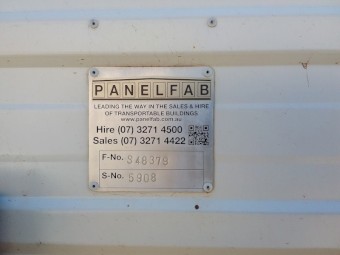 PANELFAB
LEADING THE WAY IN THE SALES & HIRE
OF TRANSPORTABLE BUILDINGS
www.panelfab.com.au
Hire (07) 3271 4500
Sales (07) 3271 4422
F-No. S48379
S-No. 5908